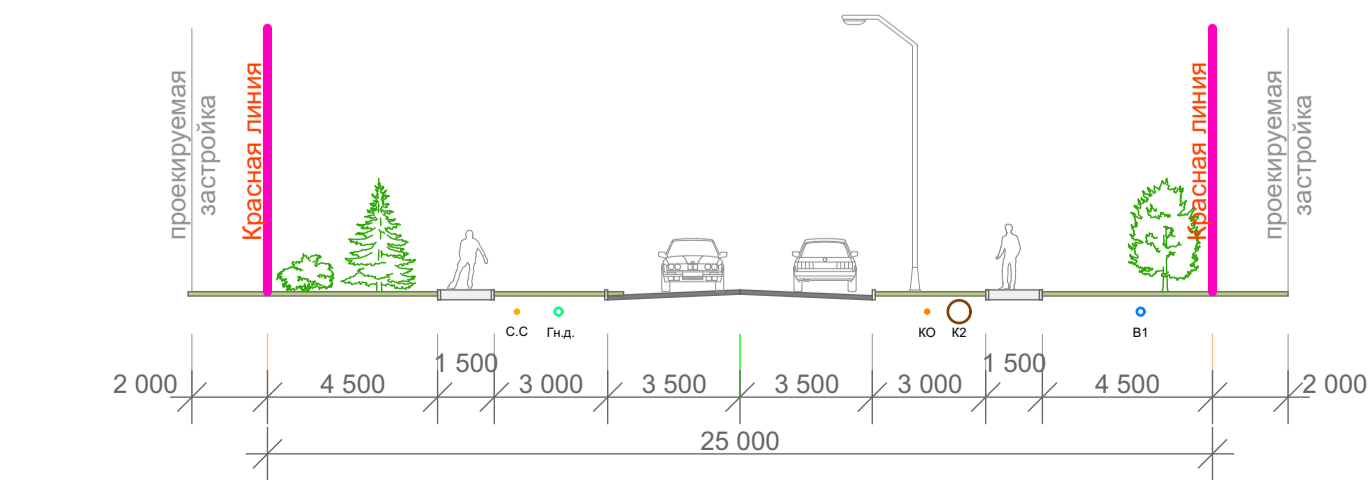 проекируемая
застройка
Красная линия
Красная линия
проекируемая
застройка
С.С
Гн.д.
КО
К2
В1
2 000
4 500
1 500
3 000
3 500
3 500
3 000
1 500
4 500
2 000
25 000